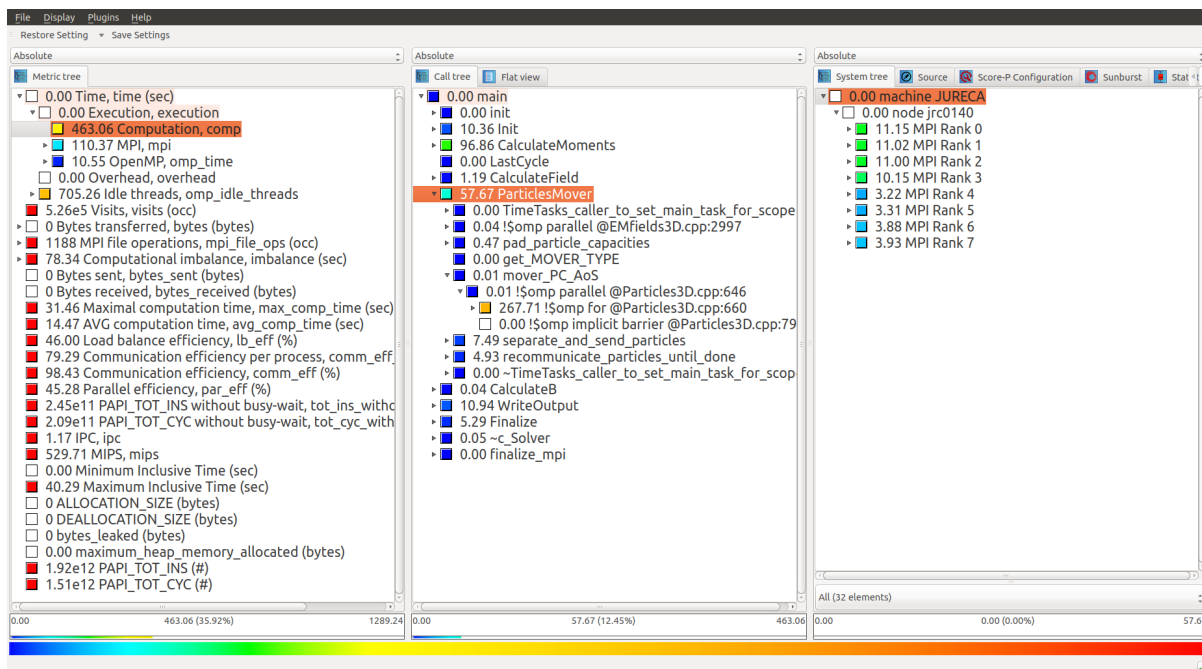 File Display Plugins Help
Restore Setting Save Settings
Absolute
Metric tree
0.00 Time, time (sec)
0.00 Execution, execution
463.06 Computation, comp
110.37 MPI, mpi
10.55 OpenMP, omp_time
0.00 Overhead, overhead
705.26 Idle threads, omp_idle_threads
5.26e5 Visits, visits (occ)
0 Bytes transferred, bytes (bytes)
1188 MPI file operations, mpi_file_ops (occ)
78.34 Computational imbalance, imbalance (sec)
0 Bytes sent, bytes_sent (bytes)
0 Bytes received, bytes_received (bytes)
31.46 Maximal computation time, max_comp_time (sec)
14.47 AVG computation time, avg_comp_time (sec)
46.00 Load balance efficiency, lb_eff (%)
79.29 Communication efficiency per process, comm_eff_
98.43 Communication efficiency, comm_eff (%)
45.28 Parallel efficiency, par_eff (%)
2.45e11 PAPI_TOT_INS without busy-wait, tot_ins_withc
2.09e11 PAPI_TOT_CYC without busy-wait, tot_cyc_with
1.17 IPC, ipc
529.71 MIPS, mips
0.00 Minimum Inclusive Time (sec)
40.29 Maximum Inclusive Time (sec)
0 ALLOCATION_SIZE (bytes)
0 DEALLOCATION_SIZE (bytes)
0 bytes_leaked (bytes)
0.00 maximum_heap_memory_allocated (bytes)
1.92e12 PAPI_TOT_INS (#)
1.51e12 PAPI_TOT_CYC (#)
0.00 463.06 (35.92%) 1289.24
Absolute
Call tree Flat view
0.00 main
0.00 init
10.36 Init
96.86 CalculateMoments
0.00 LastCycle
1.19 CalculateField
57.67 ParticlesMover
0.00 TimeTasks_caller_to_set_main_task_for_scope
0.04 !$omp parallel @EMfields3D.cpp:2997
0.47 pad_particle_capacities
0.00 get_MOVER_TYPE
0.01 mover_PC_AoS
0.01 !$omp parallel @Particles3D.cpp:646
267.71 !$omp for @Particles3D.cpp:660
0.00 !$omp implicit barrier @Particles3D.cpp:79
7.49 separate_and_send_particles
4.93 recommunicate_particles_until_done
0.00 ~TimeTasks_caller_to_set_main_task_for_scop
0.04 CalculateB
10.94 WriteOutput
5.29 Finalize
0.05 ~c_Solver
0.00 finalize_mpi
0.00 57.67 (12.45%) 463.06
Absolute
System tree Source Score-P Configuration Sunburst Stat
0.00 machine JURECA
0.00 node jrc0140
11.15 MPI Rank 0
11.02 MPI Rank 1
11.00 MPI Rank 2
10.15 MPI Rank 3
3.22 MPI Rank 4
3.31 MPI Rank 5
3.88 MPI Rank 6
3.93 MPI Rank 7
All (32 elements)
0.00 0.00 (0.00%) 57.6